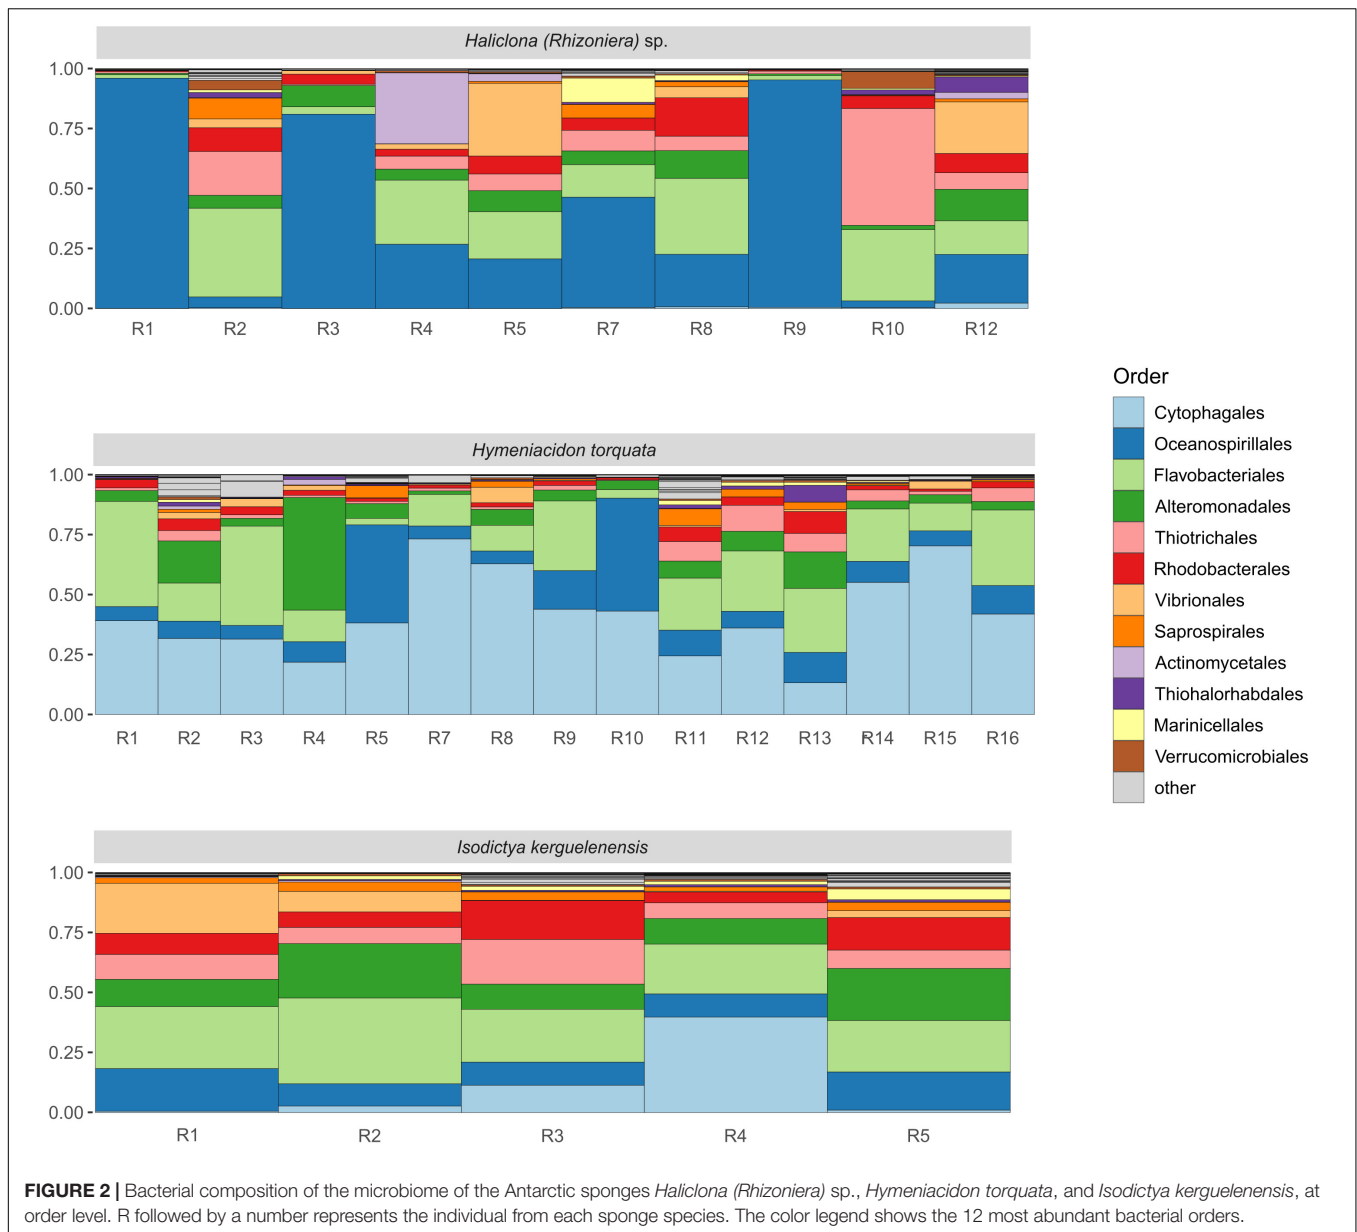 Haliclona (Rhizoniera) sp.
1.00
0.75
0.50
0.25
0.00
R1 R2 R3 R4 R5 R7 R8 R9 R10 R12
Hymeniacidon torquata
1.00
0.75
0.50
0.25
0.00
R1 R2 R3 R4 R5 R7 R8 R9 R10 R11 R12 R13 R14 R15 R16
Order
Cytophagales
Oceanospirillales
Flavobacteriales
Alteromonadales
Thiotrichales
Rhodobacterales
Vibrionales
Saprospirales
Actinomycetales
Thiohalorhabdales
Marinicellales
Verrucomicrobiales
other
Isodictya kerguelenensis
1.00
0.75
0.50
0.25
0.00
R1 R2 R3 R4 R5
FIGURE 2 | Bacterial composition of the microbiome of the Antarctic sponges Haliclona (Rhizoniera) sp., Hymeniacidon torquata, and Isodictya kerguelenensis, at
order level. R followed by a number represents the individual from each sponge species. The color legend shows the 12 most abundant bacterial orders.